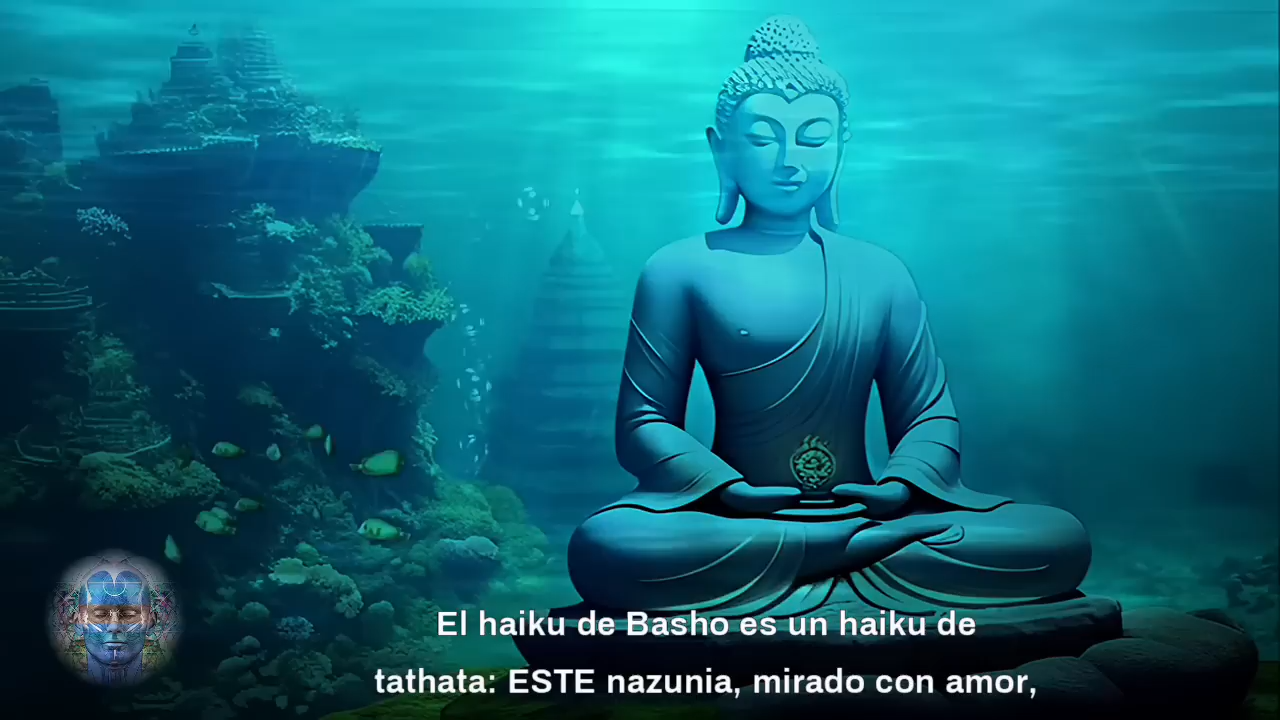 El haiku de Basho es un haiku de
tathata: ESTE nazunia, mirado con amor,